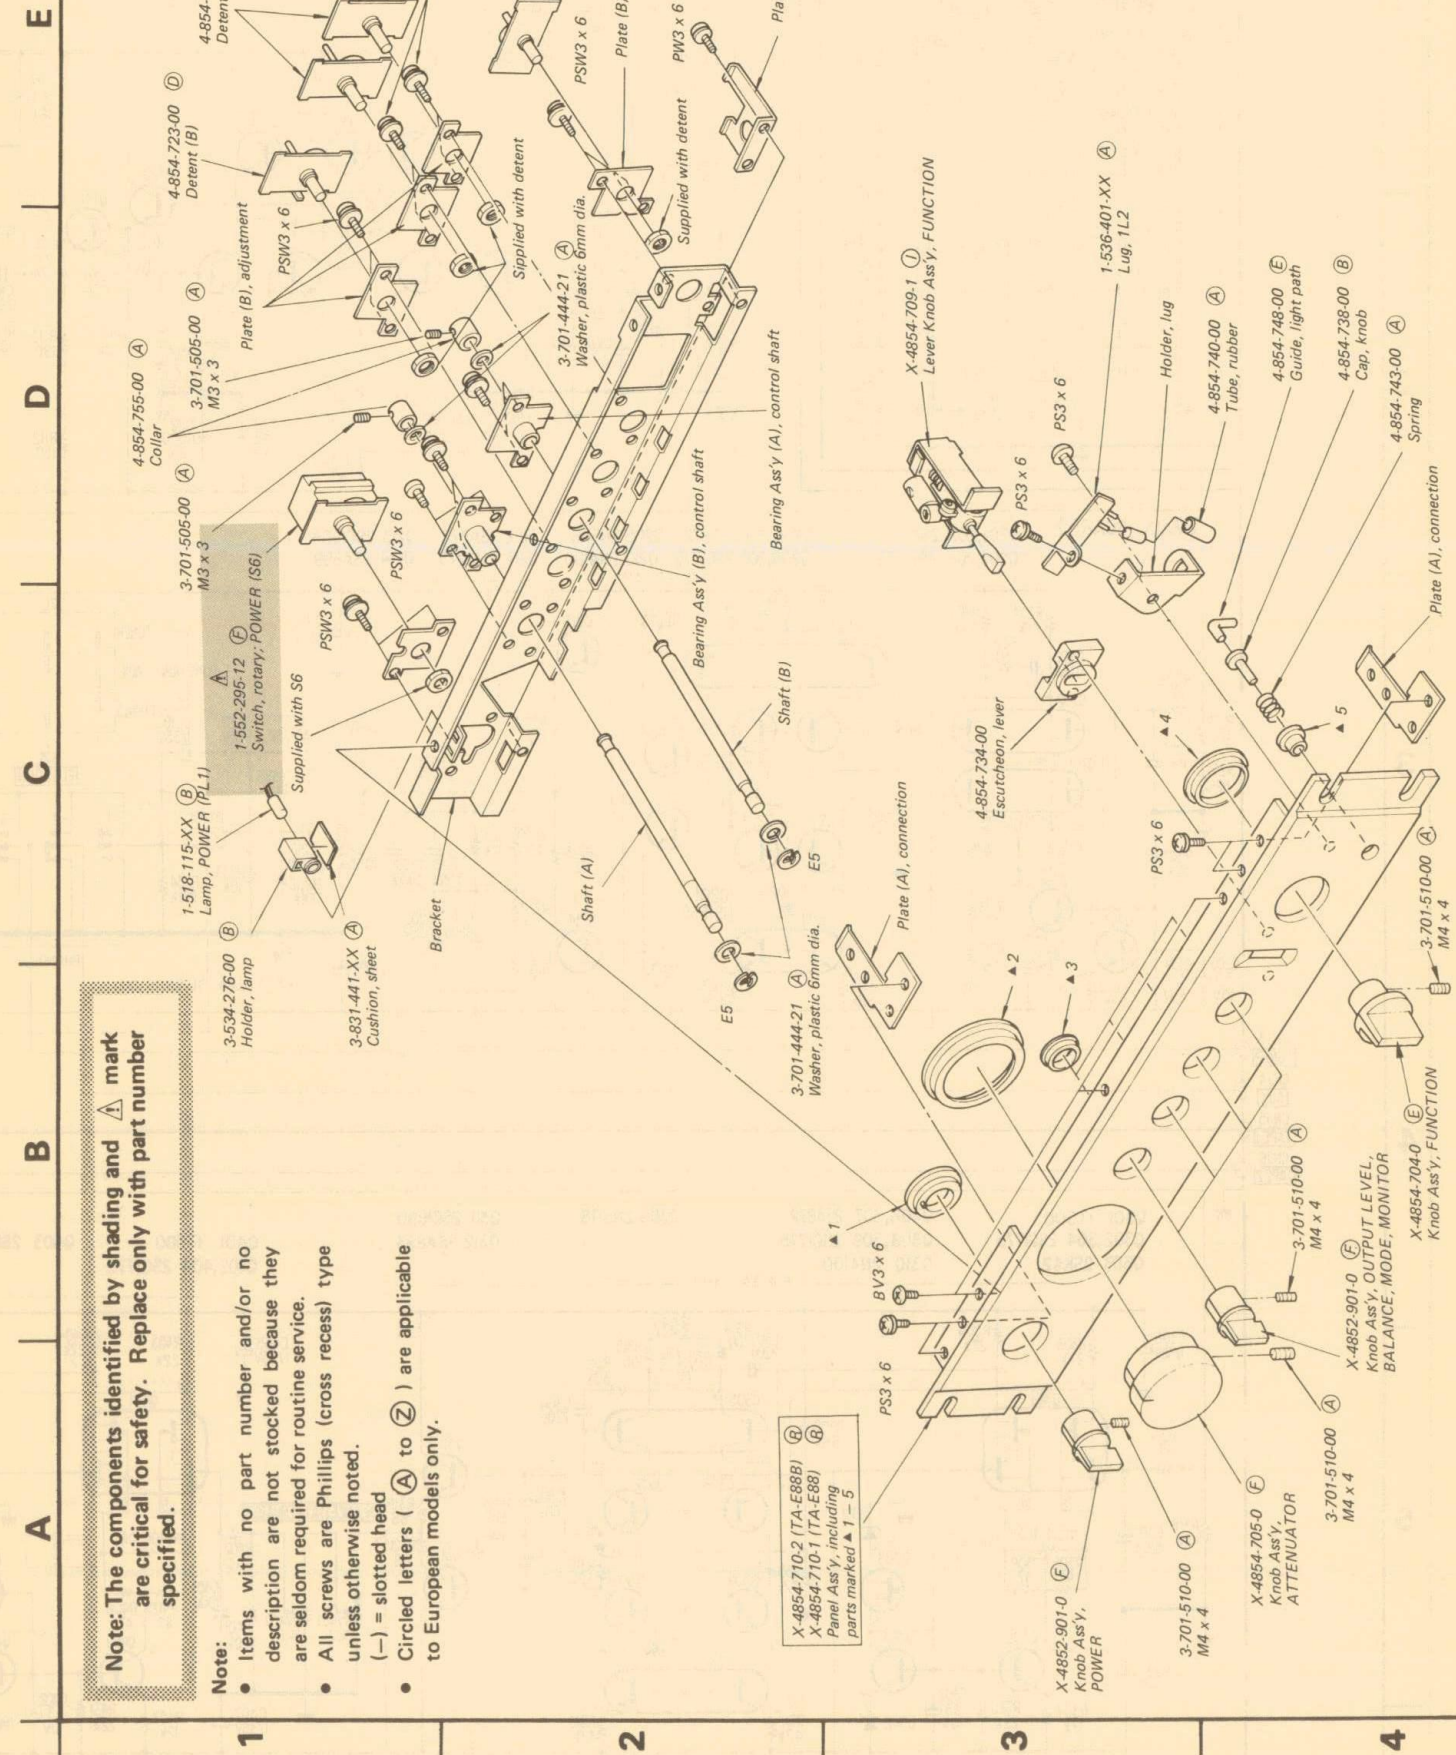 A
B
C
D
E
1
2
3
4
Note: The components identified by shading and ⚠ mark
are critical for safety. Replace only with part number
specified.
Note:
● Items with no part number and/or no
description are not stocked because they
are seldom required for routine service.
● All screws are Phillips (cross recess) type
unless otherwise noted.
(−) = slotted head
● Circled letters ( Ⓐ to Ⓩ ) are applicable
to European models only.
3-534-276-00 Ⓑ
Holder, lamp
3-831-441-XX Ⓐ
Cushion, sheet
1-518-115-XX Ⓑ
Lamp, POWER (PL1)
⚠
1-552-295-12 Ⓕ
Switch, rotary; POWER (S6)
Supplied with S6
PSW3 x 6
Bracket
3-701-505-00 Ⓐ
M3 x 3
4-854-755-00 Ⓐ
Collar
3-701-505-00 Ⓐ
M3 x 3
PSW3 x 6
Plate (B), adjustment
PSW3 x 6
4-854-723-00 Ⓓ
Detent (B)
4-854-
Detent
Sipplied with detent
3-701-444-21 Ⓐ
Washer, plastic 6mm dia.
PSW3 x 6
Plate (B)
Supplied with detent
PW3 x 6
Pla
Bearing Ass'y (A), control shaft
Bearing Ass'y (B), control shaft
Shaft (B)
Shaft (A)
E5
E5
3-701-444-21 Ⓐ
Washer, plastic 6mm dia.
Plate (A), connection
X-4854-709-1 Ⓘ
Lever Knob Ass'y, FUNCTION
4-854-734-00
Escutcheon, lever
PS3 x 6
PS3 x 6
1-536-401-XX Ⓐ
Lug, 1L2
Holder, lug
4-854-740-00 Ⓐ
Tube, rubber
4-854-748-00 Ⓔ
Guide, light path
4-854-738-00 Ⓑ
Cap, knob
4-854-743-00 Ⓐ
Spring
Plate (A), connection
▲5
▲4
PS3 x 6
▲2
▲3
▲1
BV3 x 6
PS3 x 6
X-4854-710-2 (TA-E88B) Ⓡ
X-4854-710-1 (TA-E88) Ⓡ
Panel Ass'y, including
parts marked ▲1 – 5
X-4852-901-0 Ⓕ
Knob Ass'y,
POWER
3-701-510-00 Ⓐ
M4 x 4
X-4854-705-0 Ⓕ
Knob Ass'y,
ATTENUATOR
3-701-510-00 Ⓐ
M4 x 4
X-4852-901-0 Ⓕ
Knob Ass'y, OUTPUT LEVEL,
BALANCE, MODE, MONITOR
3-701-510-00 Ⓐ
M4 x 4
X-4854-704-0 Ⓔ
Knob Ass'y, FUNCTION
3-701-510-00 Ⓐ
M4 x 4